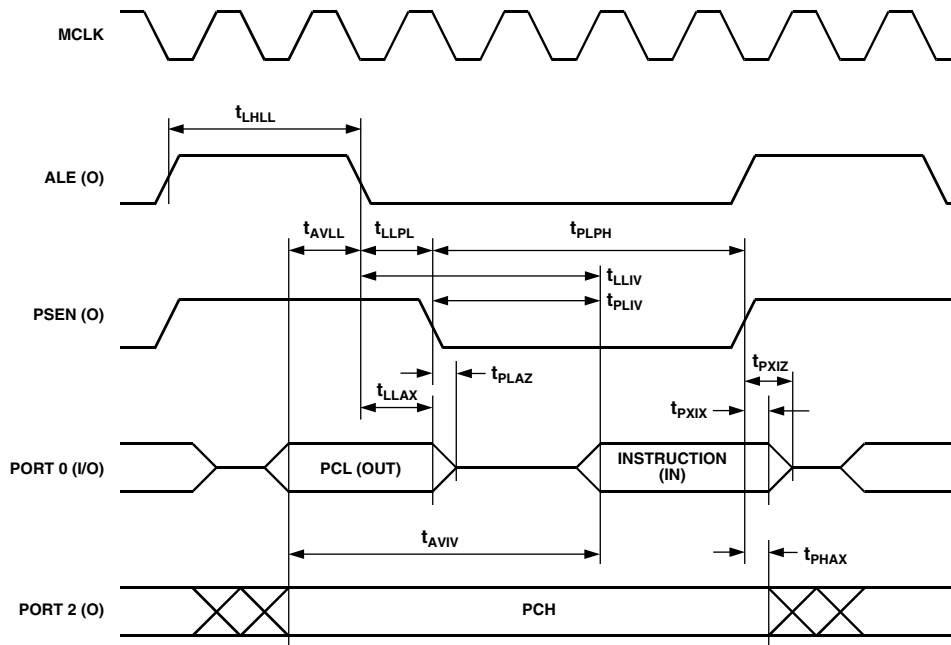 MCLK
tLHLL
ALE (O)
tAVLL
tLLPL
tPLPH
tLLIV
PSEN (O)
tPLIV
tPLAZ
tPXIZ
tLLAX
tPXIX
PORT 0 (I/O)
PCL (OUT)
INSTRUCTION
(IN)
tAVIV
tPHAX
PORT 2 (O)
PCH